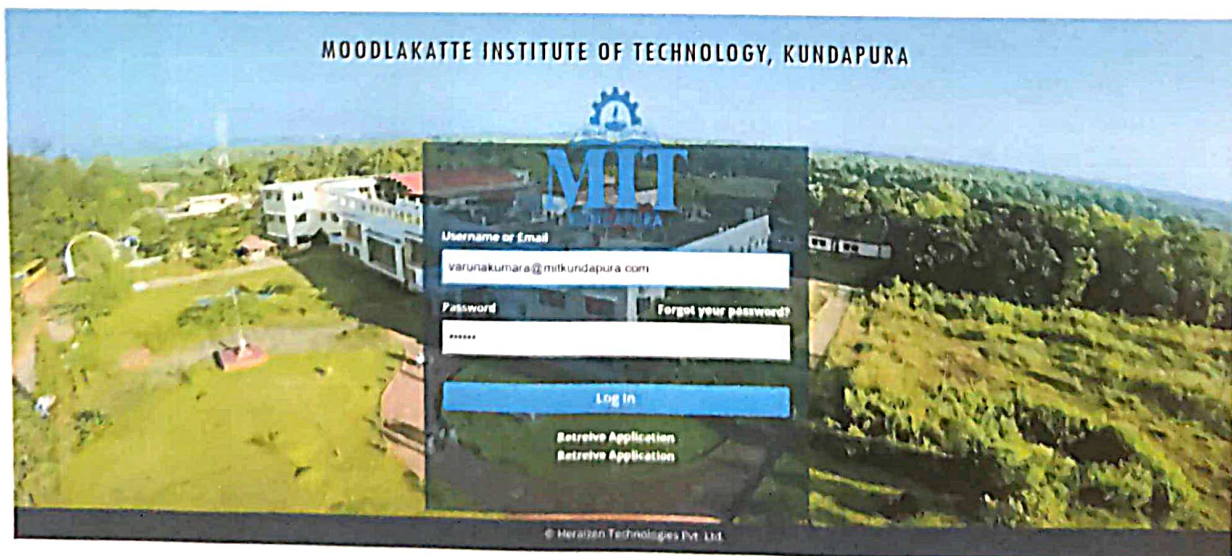 MOODLAKATTE INSTITUTE OF TECHNOLOGY, KUNDAPURA
MIT
Username or Email
varunakumara@mitkundapura.com
Password Forgot your password?
••••••
Log In
Retreive Application
Retreive Application
© Heraizen Technologies Pvt. Ltd.